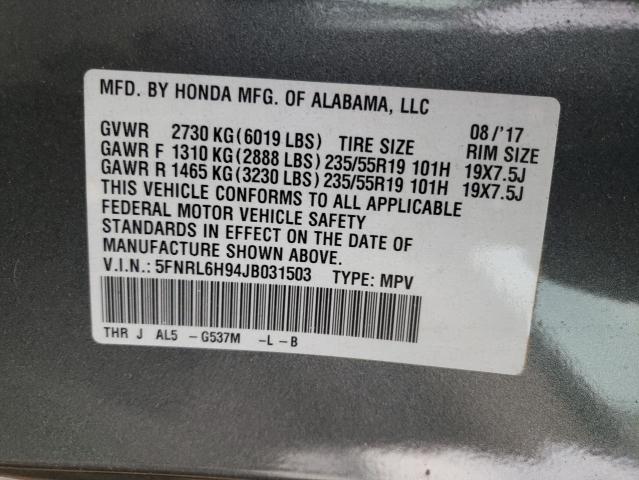 MFD. BY HONDA MFG. OF ALABAMA, LLC
08/'17
GVWR 2730 KG(6019 LBS) TIRE SIZE RIM SIZE
GAWR F 1310 KG(2888 LBS) 235/55R19 101H 19X7.5J
GAWR R 1465 KG(3230 LBS) 235/55R19 101H 19X7.5J
THIS VEHICLE CONFORMS TO ALL APPLICABLE
FEDERAL MOTOR VEHICLE SAFETY
STANDARDS IN EFFECT ON THE DATE OF
MANUFACTURE SHOWN ABOVE.
V.I.N.: 5FNRL6H94JB031503 TYPE: MPV
THR J AL5 -G537M -L-B